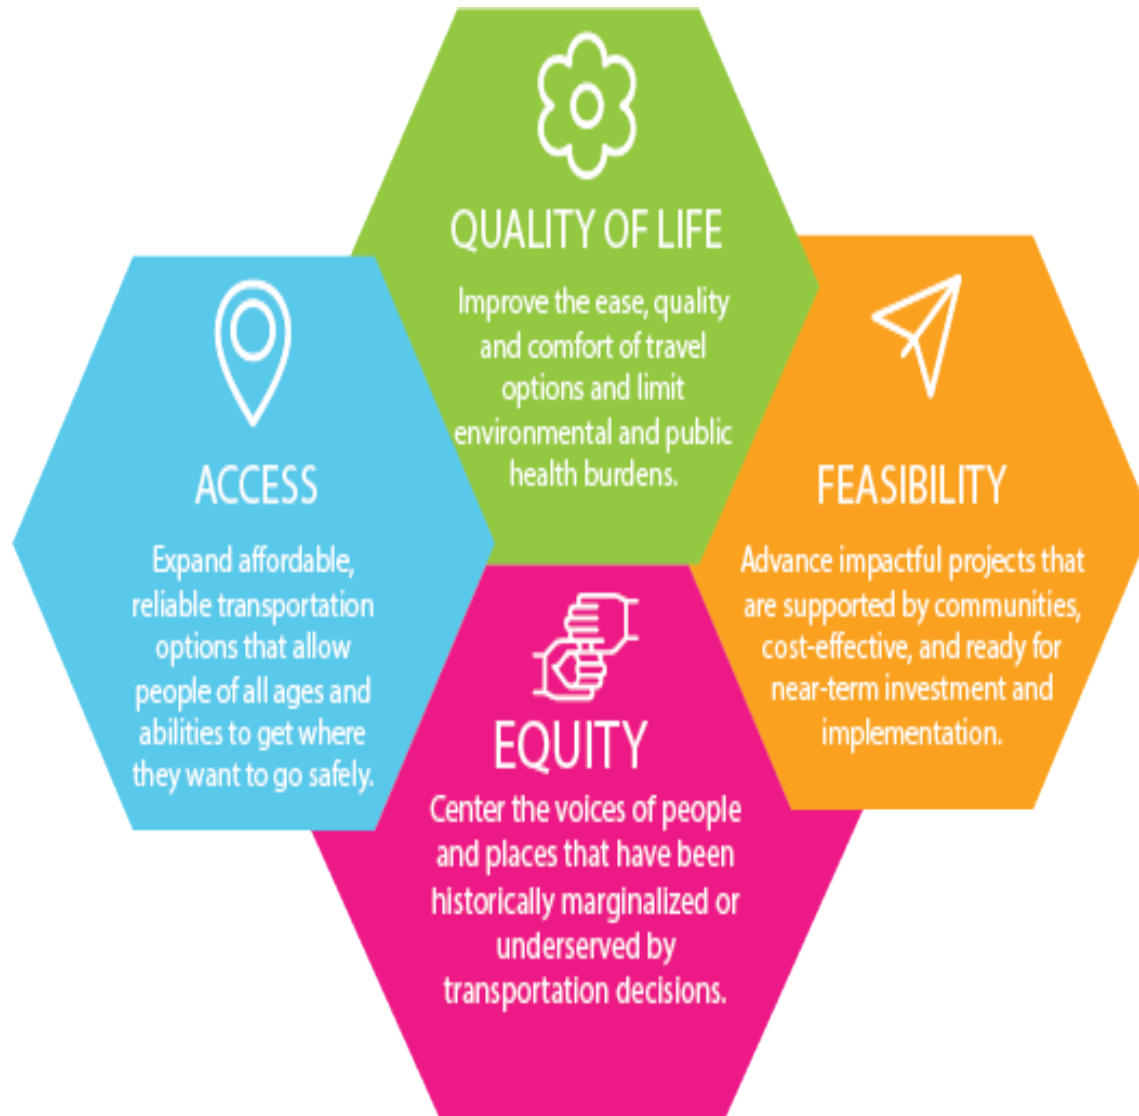 QUALITY OF LIFE
Improve the ease, quality
and comfort of travel
options and limit
environmental and public
health burdens.
ACCESS
Expand affordable,
reliable transportation
options that allow
people of all ages and
abilities to get where
they want to go safely.
FEASIBILITY
Advance impactful projects that
are supported by communities,
cost-effective, and ready for
near-term investment and
implementation.
EQUITY
Center the voices of people
and places that have been
historically marginalized or
underserved by
transportation decisions.